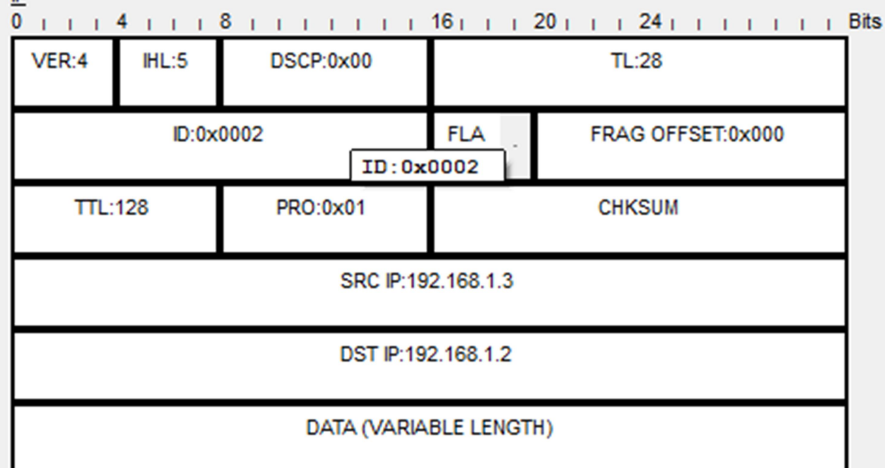 0 4 8 16 20 24 Bits
VER:4 IHL:5 DSCP:0x00 TL:28
ID:0x0002 FLA FRAG OFFSET:0x000
ID:0x0002
TTL:128 PRO:0x01 CHKSUM
SRC IP:192.168.1.3
DST IP:192.168.1.2
DATA (VARIABLE LENGTH)